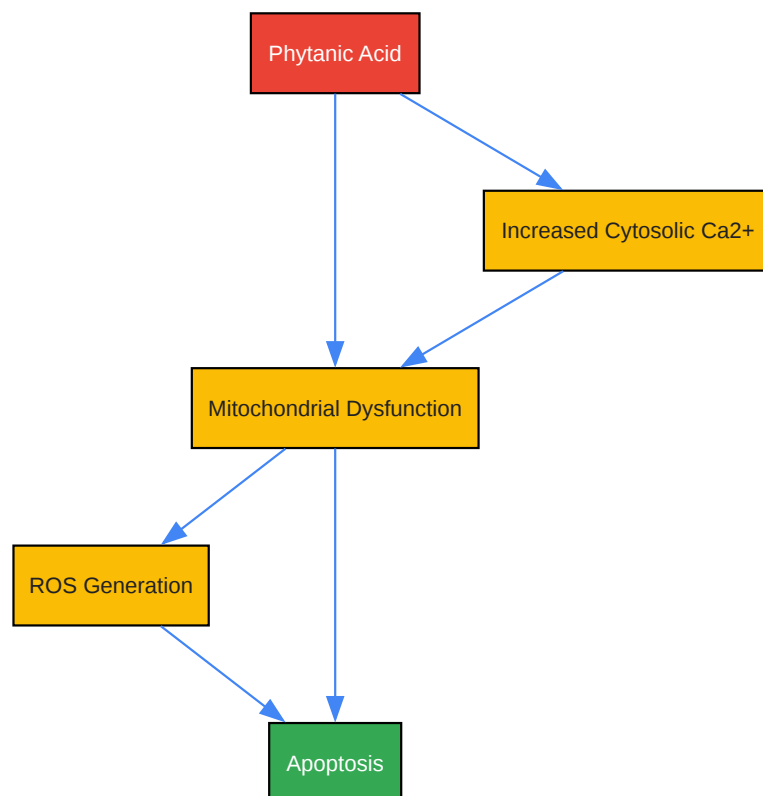 Phytanic Acid
Increased Cytosolic Ca2+
Mitochondrial Dysfunction
ROS Generation
Apoptosis